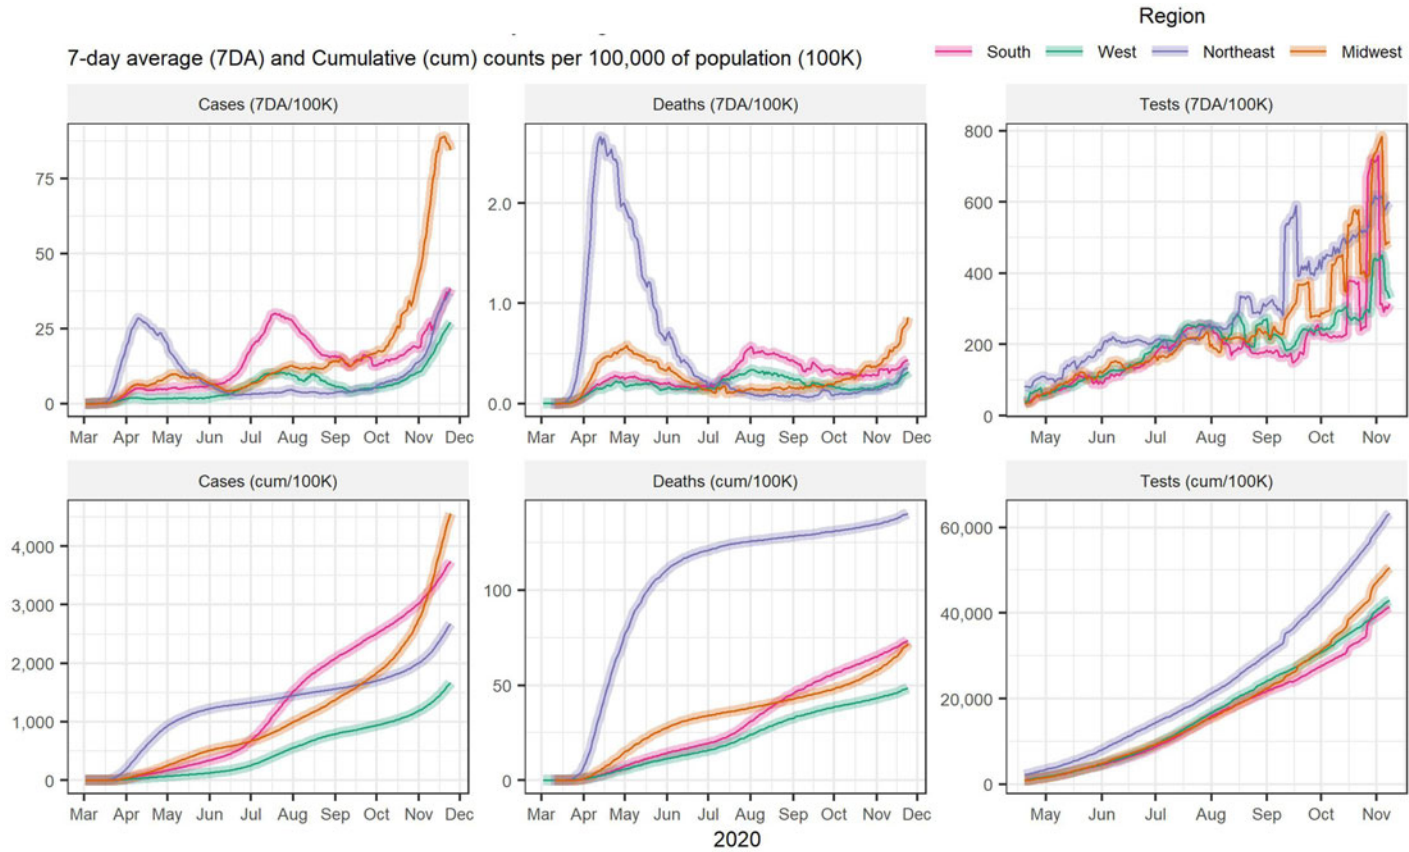 Region
South West Northeast Midwest
7-day average (7DA) and Cumulative (cum) counts per 100,000 of population (100K)
Cases (7DA/100K)
75
50
25
0
Mar Apr May Jun Jul Aug Sep Oct Nov Dec
Deaths (7DA/100K)
2.0
1.0
0.0
Mar Apr May Jun Jul Aug Sep Oct Nov Dec
Tests (7DA/100K)
800
600
400
200
0
May Jun Jul Aug Sep Oct Nov
Cases (cum/100K)
4,000
3,000
2,000
1,000
0
Mar Apr May Jun Jul Aug Sep Oct Nov Dec
Deaths (cum/100K)
100
50
0
Mar Apr May Jun Jul Aug Sep Oct Nov Dec
Tests (cum/100K)
60,000
40,000
20,000
0
May Jun Jul Aug Sep Oct Nov
2020